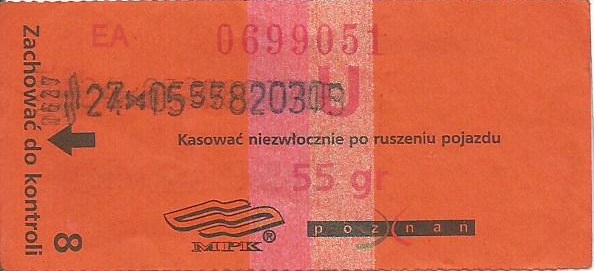 EA 0699051
U
Kasować niezwłocznie po ruszeniu pojazdu
55 gr
MPK®
poznan
Zachować do kontroli 8